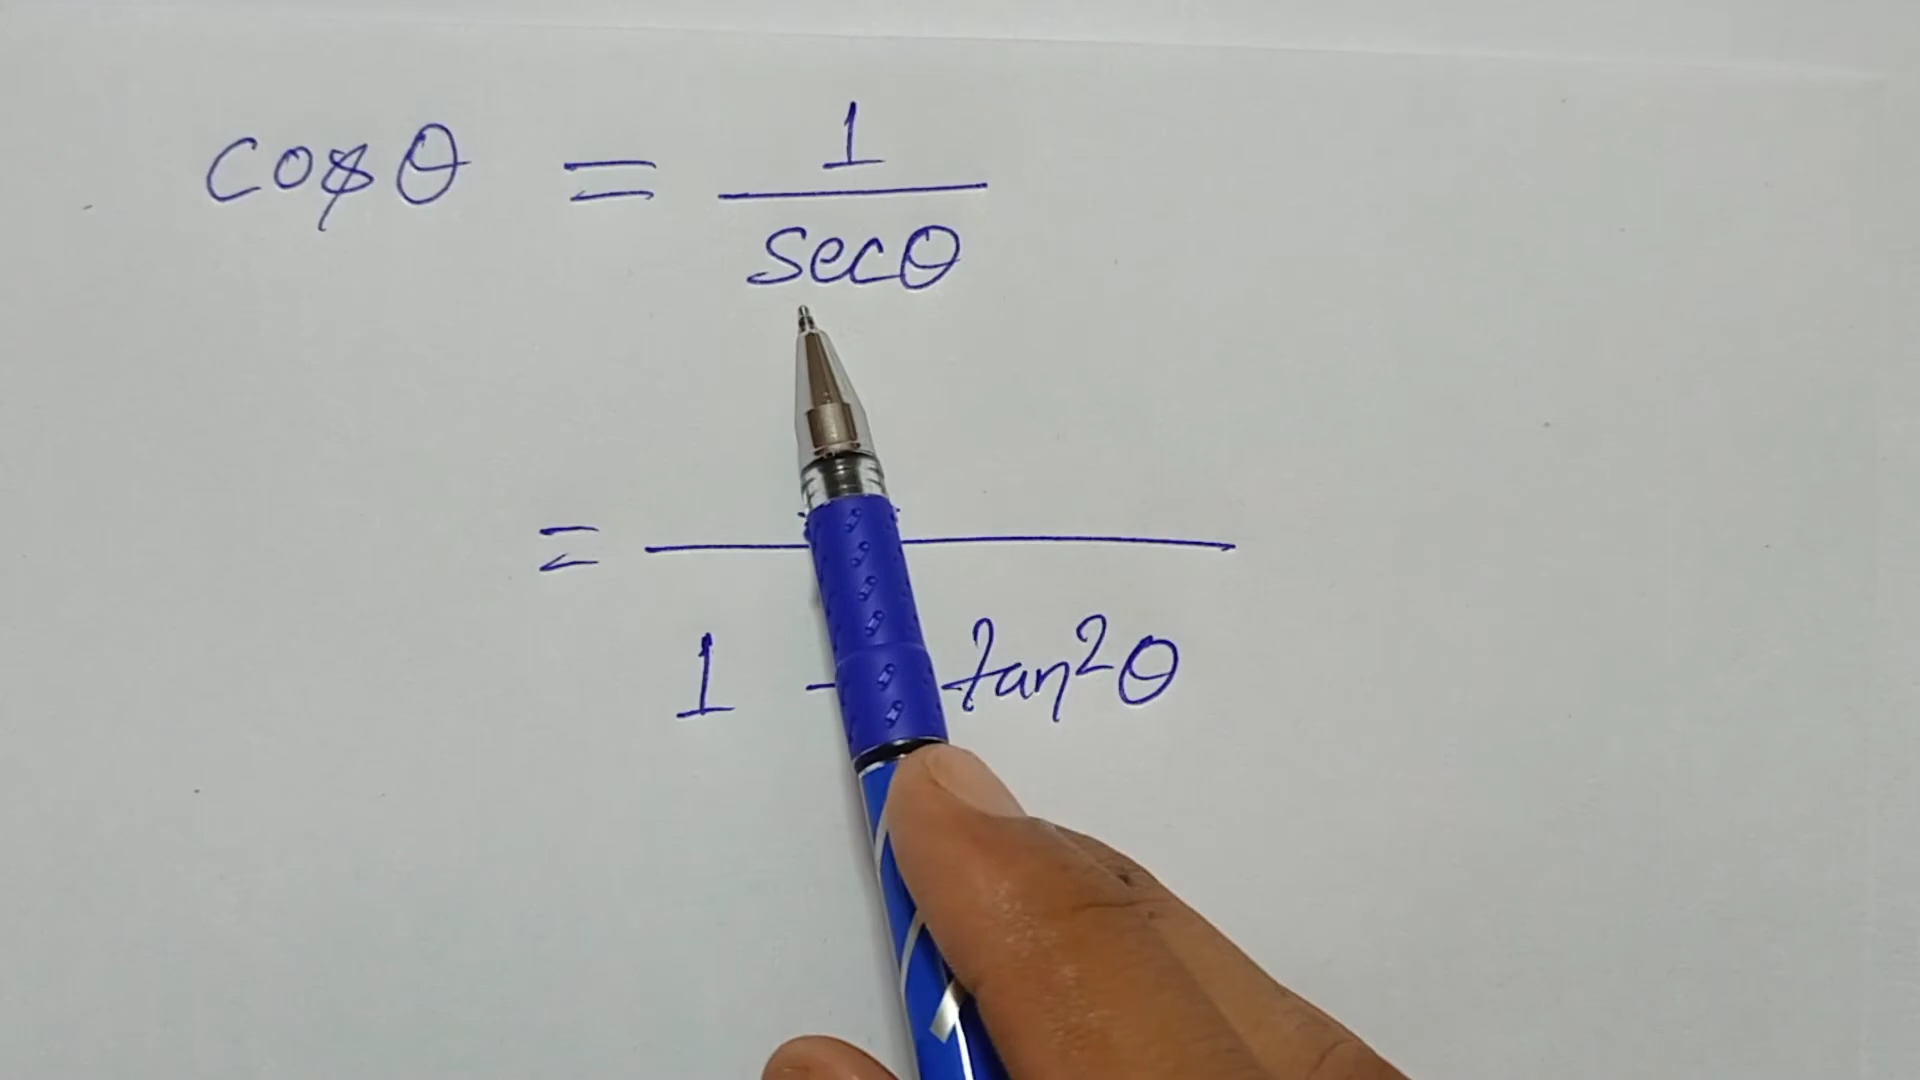 cosθ = 1/secθ
= /1 tan²θ